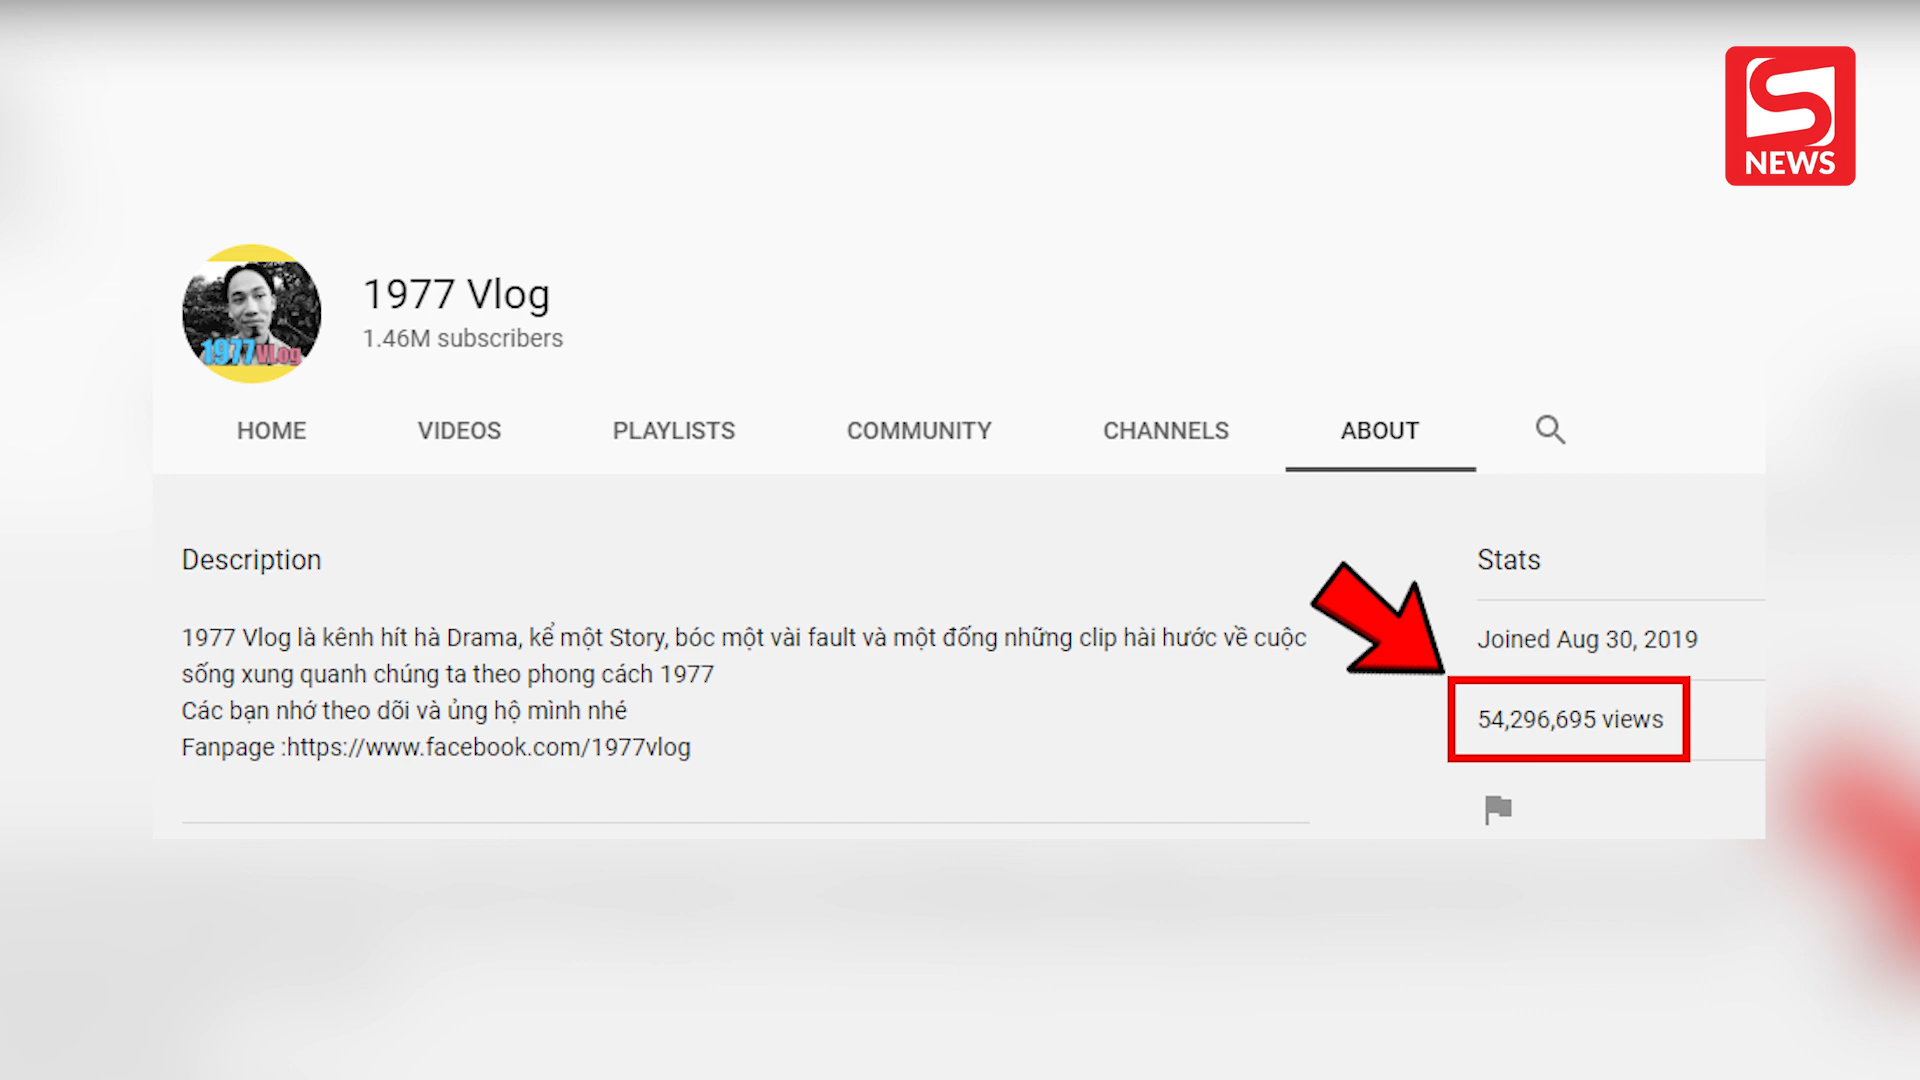 S
NEWS
1977 Vlog
1.46M subscribers
1977 VLog
HOME VIDEOS PLAYLISTS COMMUNITY CHANNELS ABOUT
Description
1977 Vlog là kênh hít hà Drama, kể một Story, bóc một vài fault và một đống những clip hài hước về cuộc
sống xung quanh chúng ta theo phong cách 1977
Các bạn nhớ theo dõi và ủng hộ mình nhé
Fanpage :https://www.facebook.com/1977vlog
Stats
Joined Aug 30, 2019
54,296,695 views